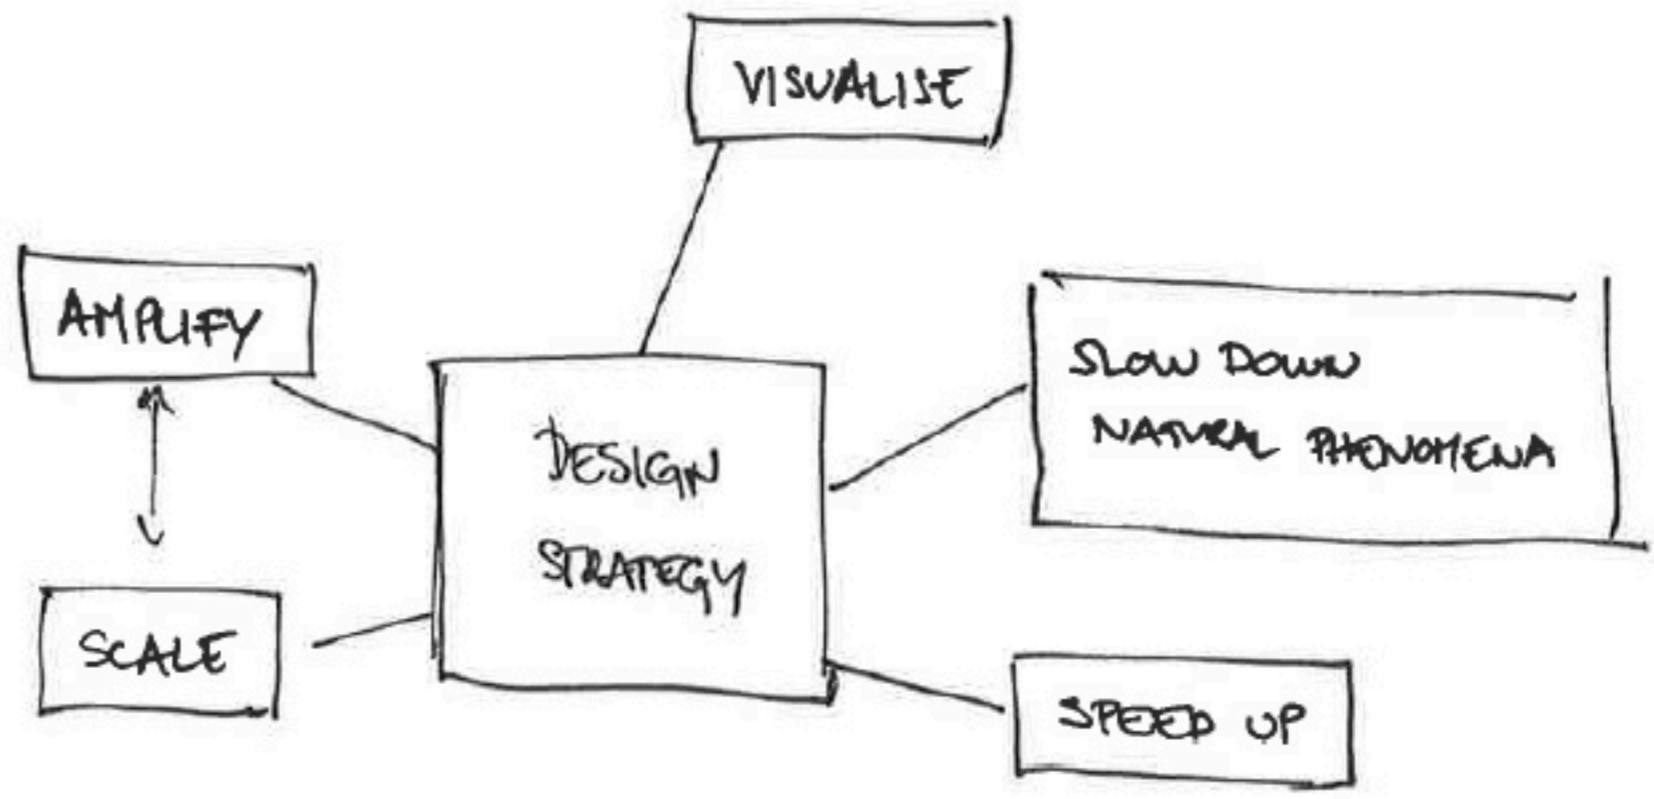 VISUALISE
AMPLIFY
SLOW DOWN
NATURAL PHENOMENA
DESIGN
STRATEGY
SCALE
SPEED UP